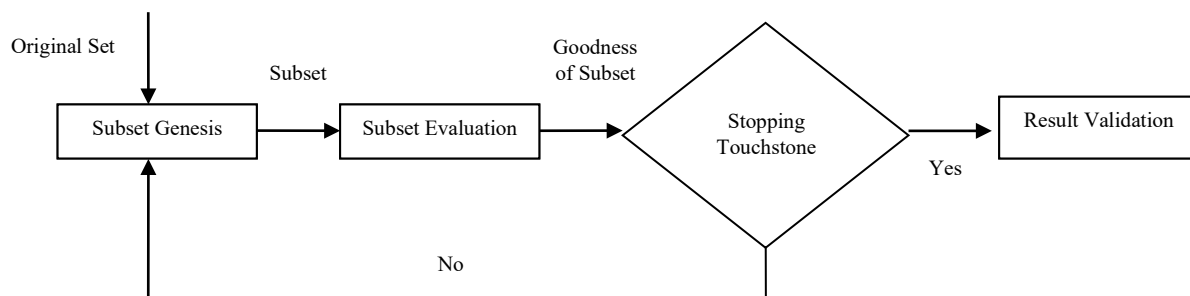 Original Set
Subset
Goodness
of Subset
Subset Genesis
Subset Evaluation
Stopping
Touchstone
Result Validation
Yes
No